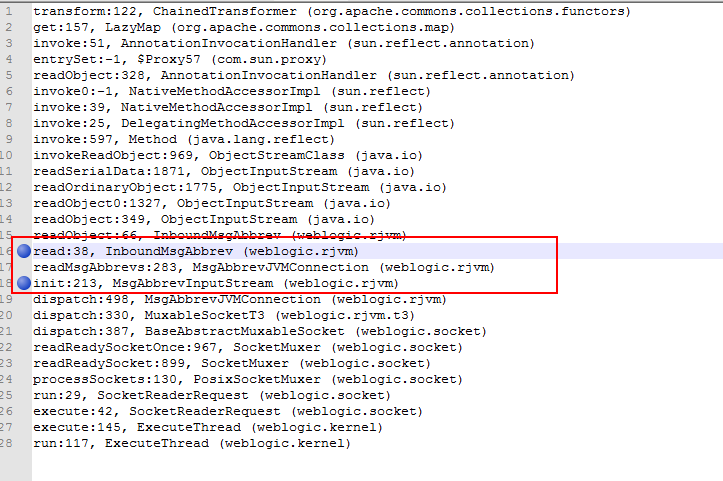 1 transform:122, ChainedTransformer (org.apache.commons.collections.functors)
2 get:157, LazyMap (org.apache.commons.collections.map)
3 invoke:51, AnnotationInvocationHandler (sun.reflect.annotation)
4 entrySet:-1, $Proxy57 (com.sun.proxy)
5 readObject:328, AnnotationInvocationHandler (sun.reflect.annotation)
6 invoke0:-1, NativeMethodAccessorImpl (sun.reflect)
7 invoke:39, NativeMethodAccessorImpl (sun.reflect)
8 invoke:25, DelegatingMethodAccessorImpl (sun.reflect)
9 invoke:597, Method (java.lang.reflect)
10 invokeReadObject:969, ObjectStreamClass (java.io)
11 readSerialData:1871, ObjectInputStream (java.io)
12 readOrdinaryObject:1775, ObjectInputStream (java.io)
13 readObject0:1327, ObjectInputStream (java.io)
14 readObject:349, ObjectInputStream (java.io)
15 readObject:66, InboundMsgAbbrev (weblogic.rjvm)
16 read:38, InboundMsgAbbrev (weblogic.rjvm)
17 readMsgAbbrevs:283, MsgAbbrevJVMConnection (weblogic.rjvm)
18 init:213, MsgAbbrevInputStream (weblogic.rjvm)
19 dispatch:498, MsgAbbrevJVMConnection (weblogic.rjvm)
20 dispatch:330, MuxableSocketT3 (weblogic.rjvm.t3)
21 dispatch:387, BaseAbstractMuxableSocket (weblogic.socket)
22 readReadySocketOnce:967, SocketMuxer (weblogic.socket)
23 readReadySocket:899, SocketMuxer (weblogic.socket)
24 processSockets:130, PosixSocketMuxer (weblogic.socket)
25 run:29, SocketReaderRequest (weblogic.socket)
26 execute:42, SocketReaderRequest (weblogic.socket)
27 execute:145, ExecuteThread (weblogic.kernel)
28 run:117, ExecuteThread (weblogic.kernel)